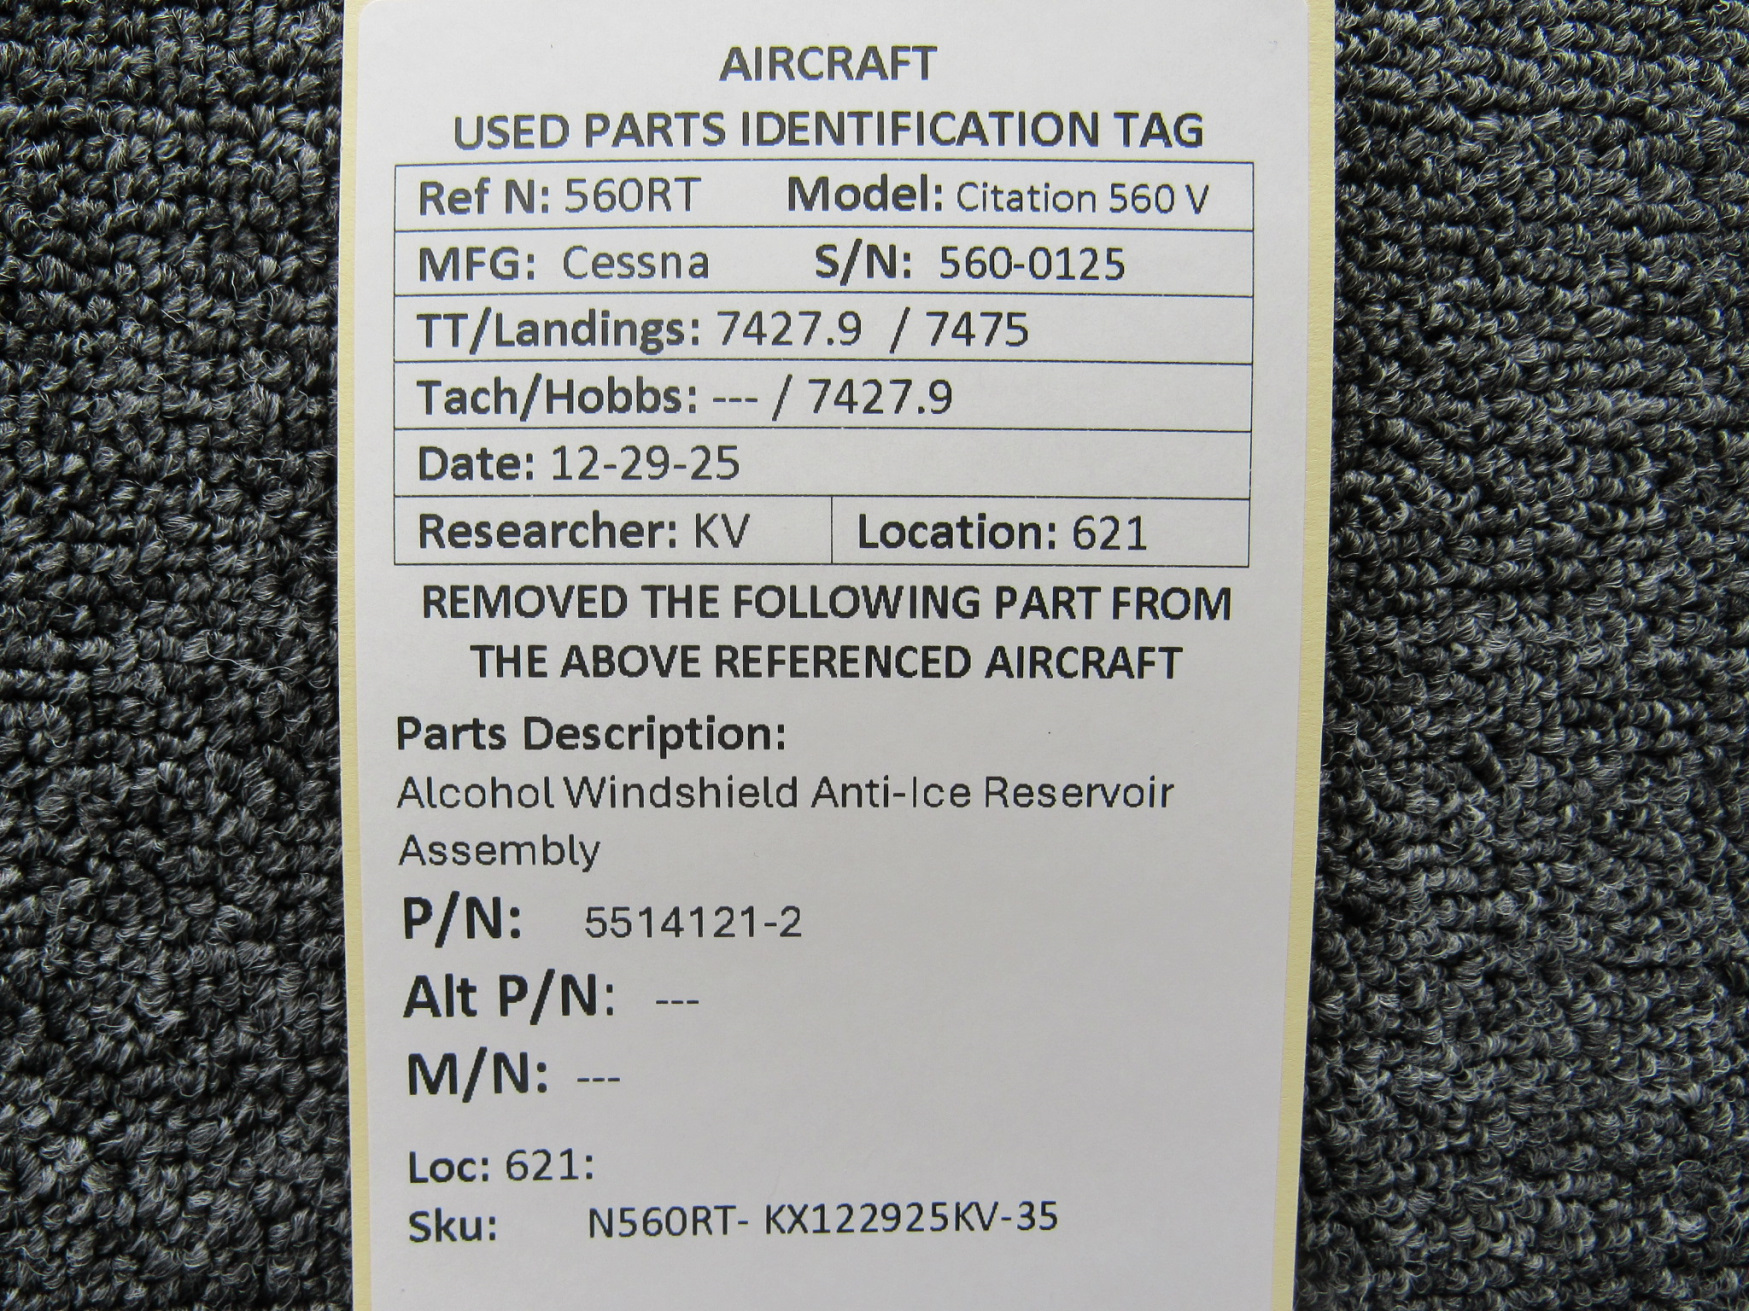 AIRCRAFT
USED PARTS IDENTIFICATION TAG
Ref N: 560RT Model: Citation 560 V
MFG: Cessna S/N: 560-0125
TT/Landings: 7427.9 / 7475
Tach/Hobbs: --- / 7427.9
Date: 12-29-25
Researcher: KV Location: 621
REMOVED THE FOLLOWING PART FROM
THE ABOVE REFERENCED AIRCRAFT
Parts Description:
Alcohol Windshield Anti-Ice Reservoir
Assembly
P/N: 5514121-2
Alt P/N: ---
M/N: ---
Loc: 621:
Sku: N560RT- KX122925KV-35